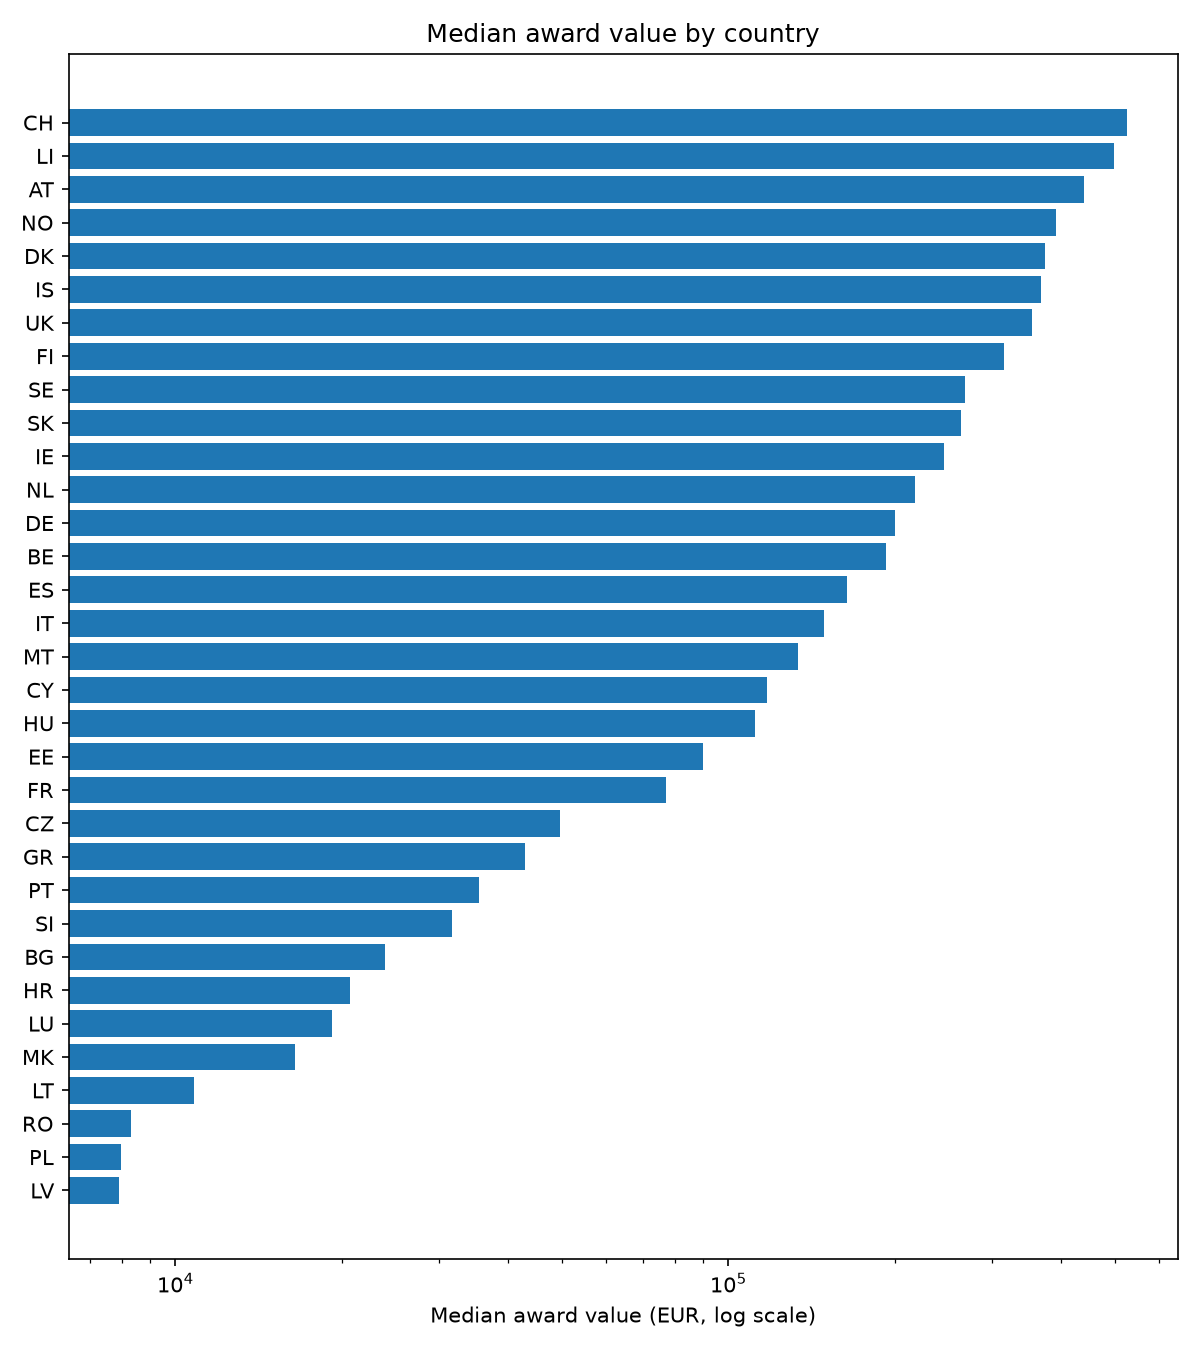 Median award value by country
CH
LI
AT
NO
DK
IS
UK
FI
SE
SK
IE
NL
DE
BE
ES
IT
MT
CY
HU
EE
FR
CZ
GR
PT
SI
BG
HR
LU
MK
LT
RO
PL
LV
10⁴ 10⁵
Median award value (EUR, log scale)